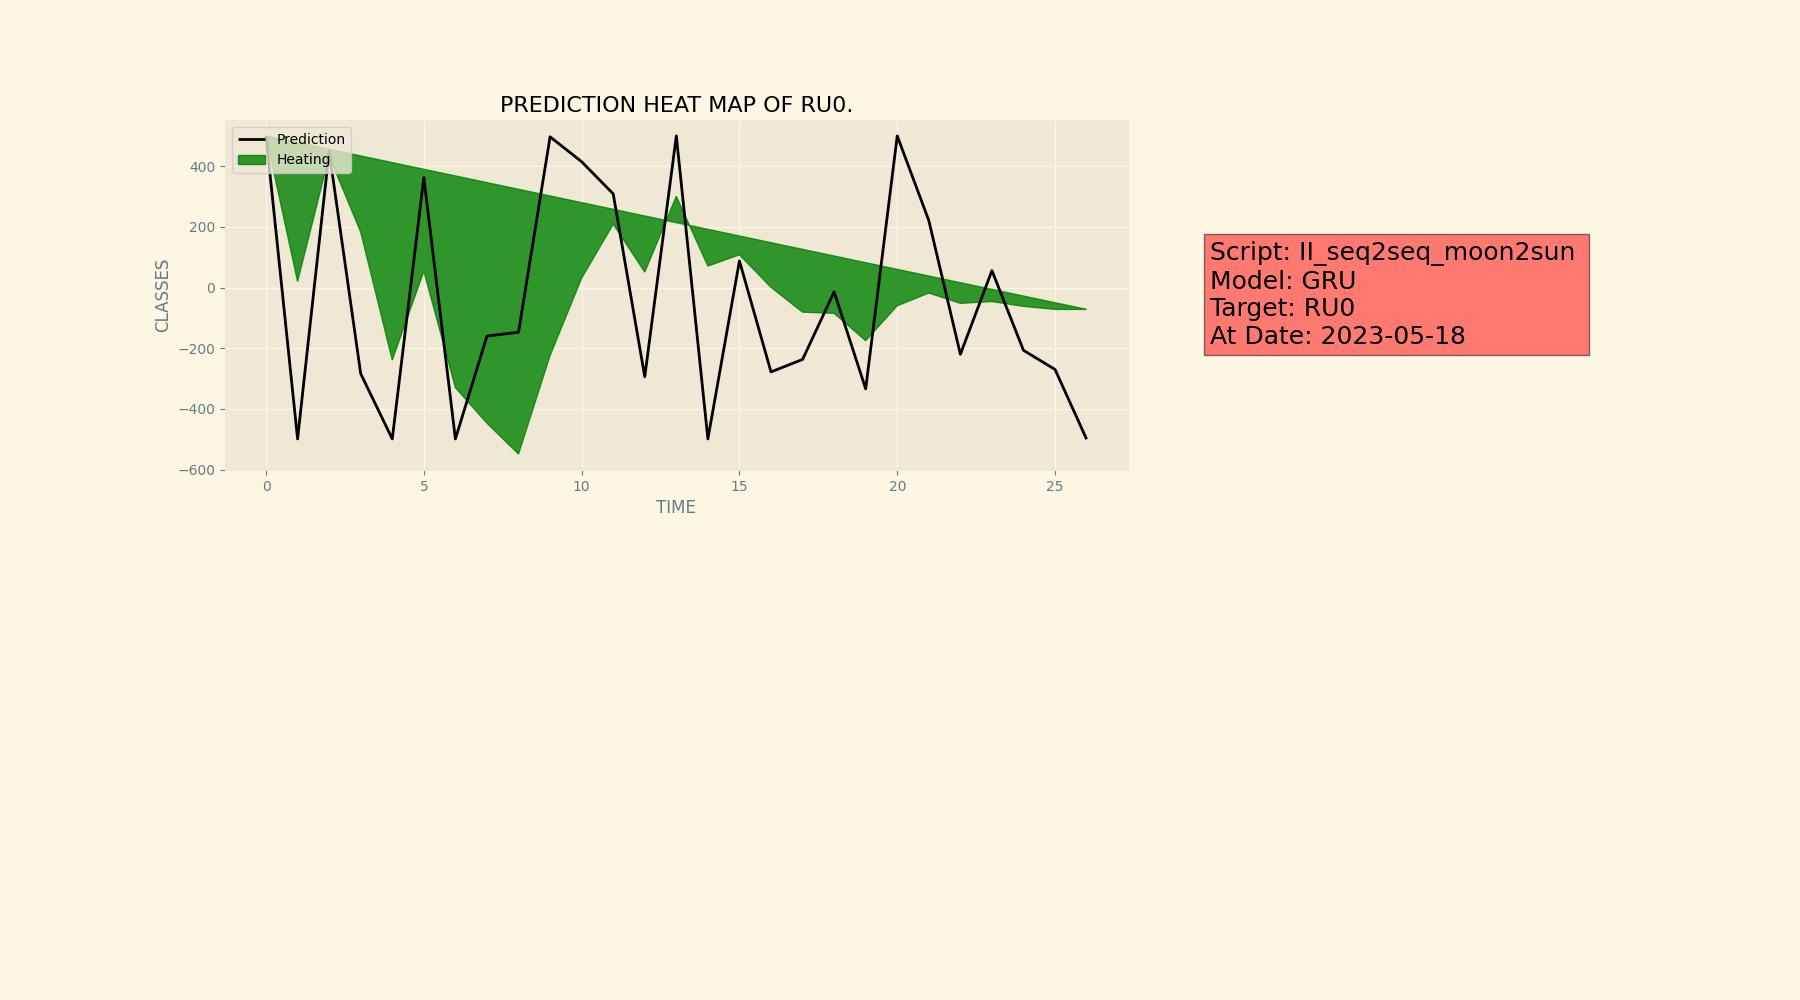 PREDICTION HEAT MAP OF RU0.
Prediction
Heating
400
200
0
−200
−400
−600
CLASSES
0 5 10 15 20 25
TIME
Script: II_seq2seq_moon2sun
Model: GRU
Target: RU0
At Date: 2023-05-18